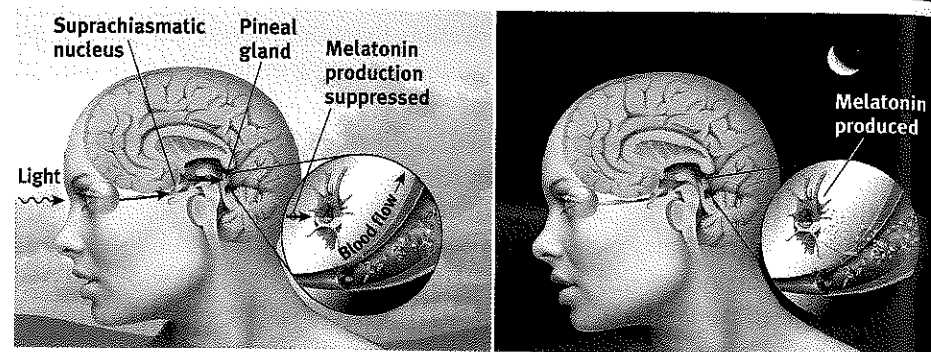 Suprachiasmatic
nucleus
Pineal
gland
Melatonin
production
suppressed
Light
Blood flow
Melatonin
produced